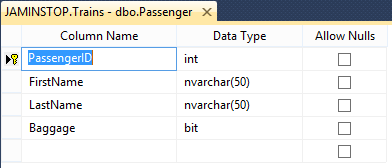 JAMINSTOP.Trains - dbo.Passenger
Column Name Data Type Allow Nulls
PassengerID int
FirstName nvarchar(50)
LastName nvarchar(50)
Baggage bit